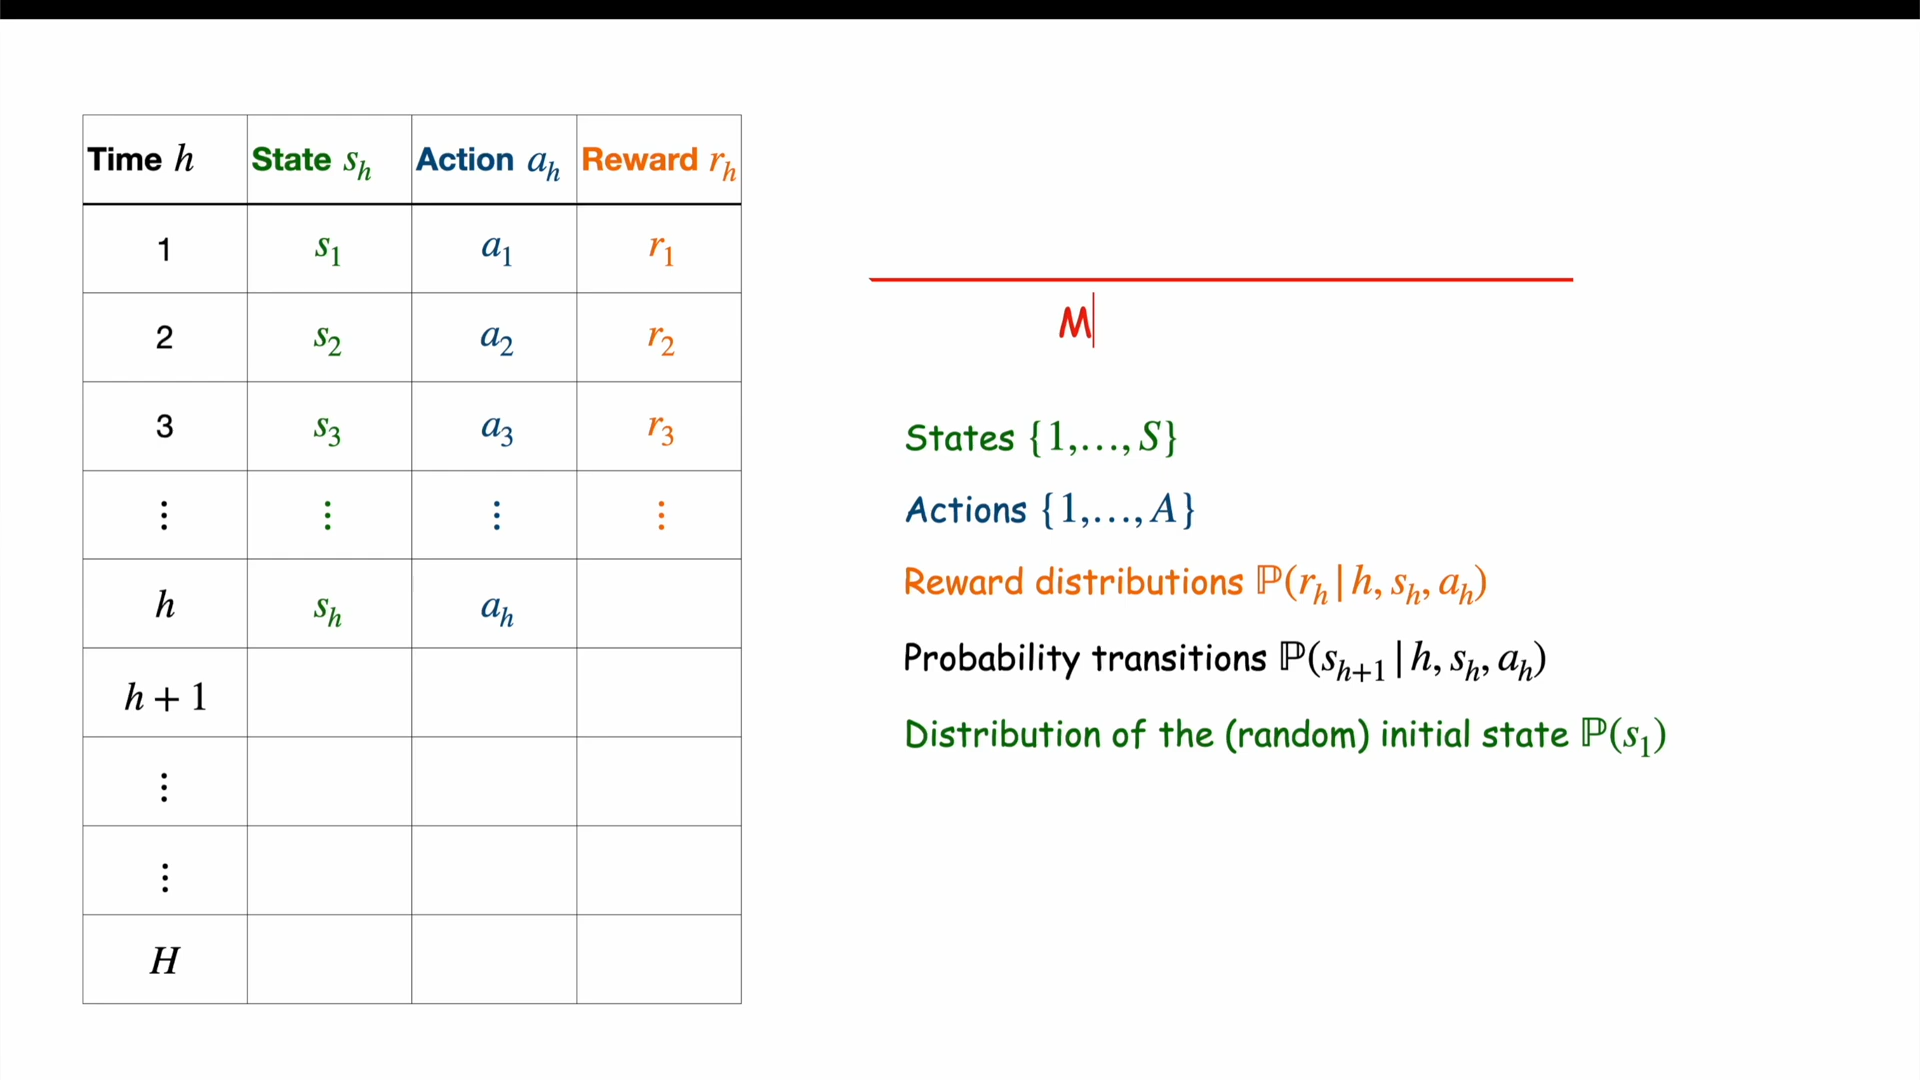 Time h State s_h Action a_h Reward r_h
1 s_1 a_1 r_1
2 s_2 a_2 r_2
3 s_3 a_3 r_3
⋮ ⋮ ⋮ ⋮
h s_h a_h
h + 1
⋮
⋮
H
M
States {1,…, S}
Actions {1,…, A}
Reward distributions ℙ(r_h | h, s_h, a_h)
Probability transitions ℙ(s_{h+1} | h, s_h, a_h)
Distribution of the (random) initial state ℙ(s_1)